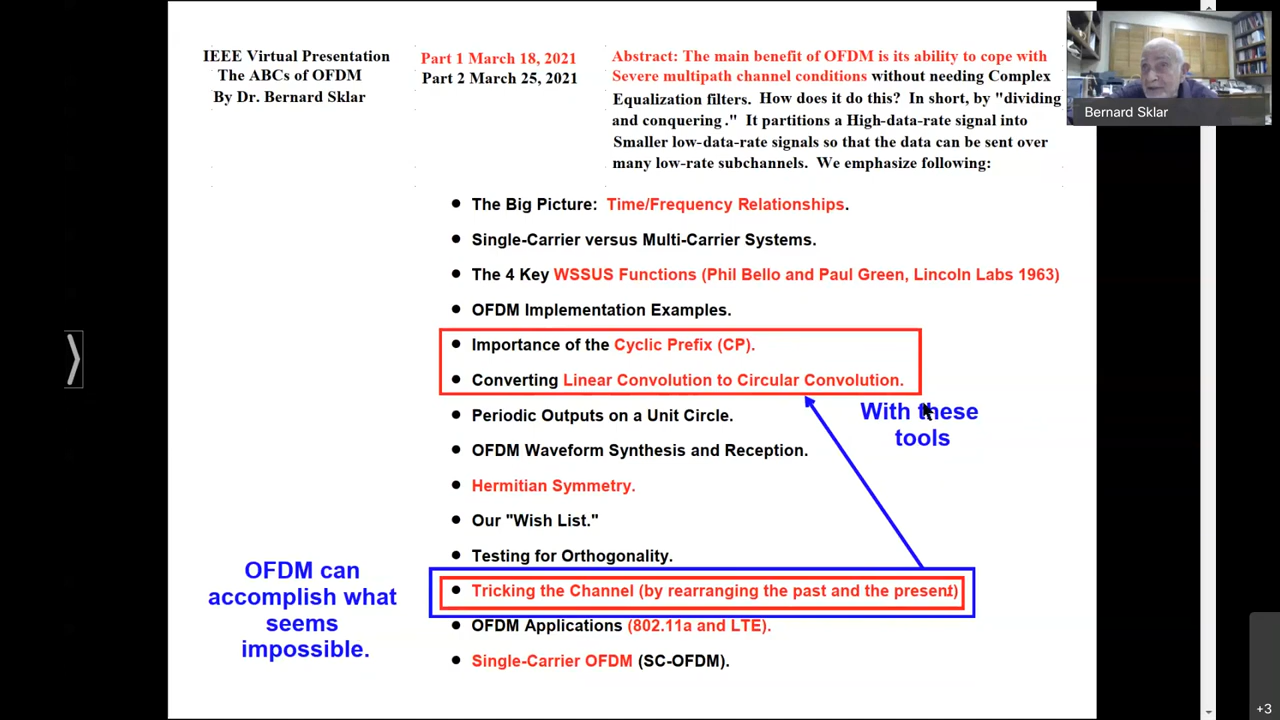 IEEE Virtual Presentation
The ABCs of OFDM
By Dr. Bernard Sklar
Part 1 March 18, 2021
Part 2 March 25, 2021
Abstract: The main benefit of OFDM is its ability to cope with
Severe multipath channel conditions without needing Complex
Equalization filters. How does it do this? In short, by "dividing
and conquering." It partitions a High-data-rate signal into
Smaller low-data-rate signals so that the data can be sent over
many low-rate subchannels. We emphasize following:
Bernard Sklar
• The Big Picture: Time/Frequency Relationships.
• Single-Carrier versus Multi-Carrier Systems.
• The 4 Key WSSUS Functions (Phil Bello and Paul Green, Lincoln Labs 1963)
• OFDM Implementation Examples.
• Importance of the Cyclic Prefix (CP).
• Converting Linear Convolution to Circular Convolution.
With these
tools
• Periodic Outputs on a Unit Circle.
• OFDM Waveform Synthesis and Reception.
• Hermitian Symmetry.
• Our "Wish List."
• Testing for Orthogonality.
• Tricking the Channel (by rearranging the past and the present)
• OFDM Applications (802.11a and LTE).
• Single-Carrier OFDM (SC-OFDM).
OFDM can
accomplish what
seems
impossible.
+3